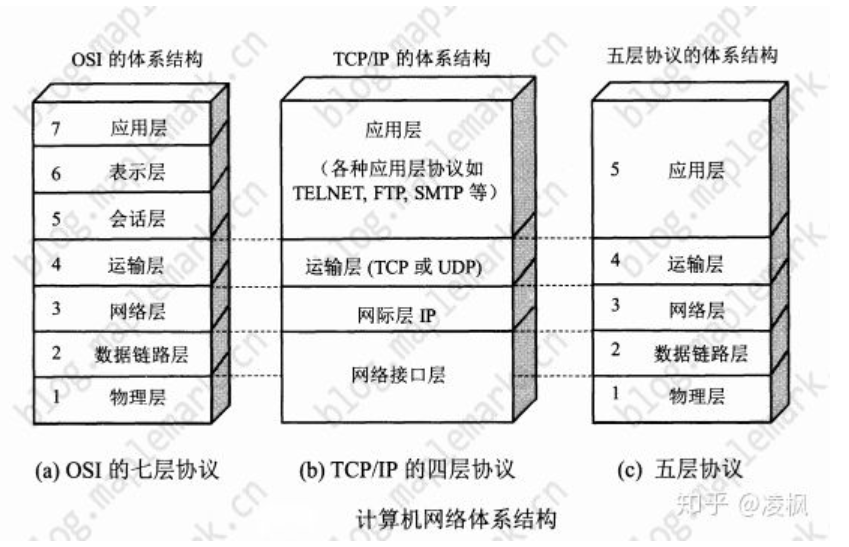 OSI 的体系结构
7 应用层
6 表示层
5 会话层
4 运输层
3 网络层
2 数据链路层
1 物理层
(a) OSI 的七层协议
TCP/IP 的体系结构
应用层
（各种应用层协议如
TELNET, FTP, SMTP 等）
运输层 (TCP 或 UDP)
网际层 IP
网络接口层
(b) TCP/IP 的四层协议
五层协议的体系结构
5 应用层
4 运输层
3 网络层
2 数据链路层
1 物理层
(c) 五层协议
计算机网络体系结构
知乎 @凌枫
blog.maplemark.cn